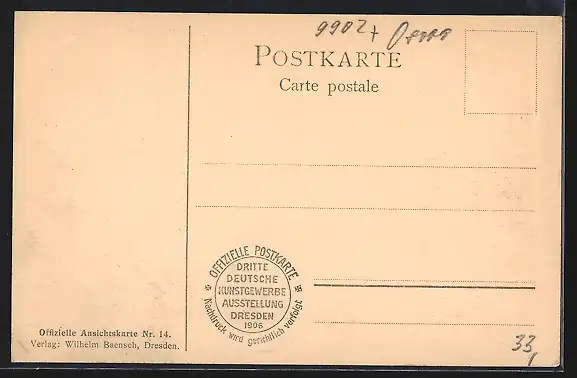 9902+
POSTKARTE
Carte postale
OFFIZIELLE POSTKARTE
DRITTE
DEUTSCHE
KUNSTGEWERBE
AUSSTELLUNG
DRESDEN
1906
Nachdruck wird gerichtlich verfolgt
Offizielle Ansichtskarte Nr. 14.
Verlag: Wilhelm Baensch, Dresden.
33,